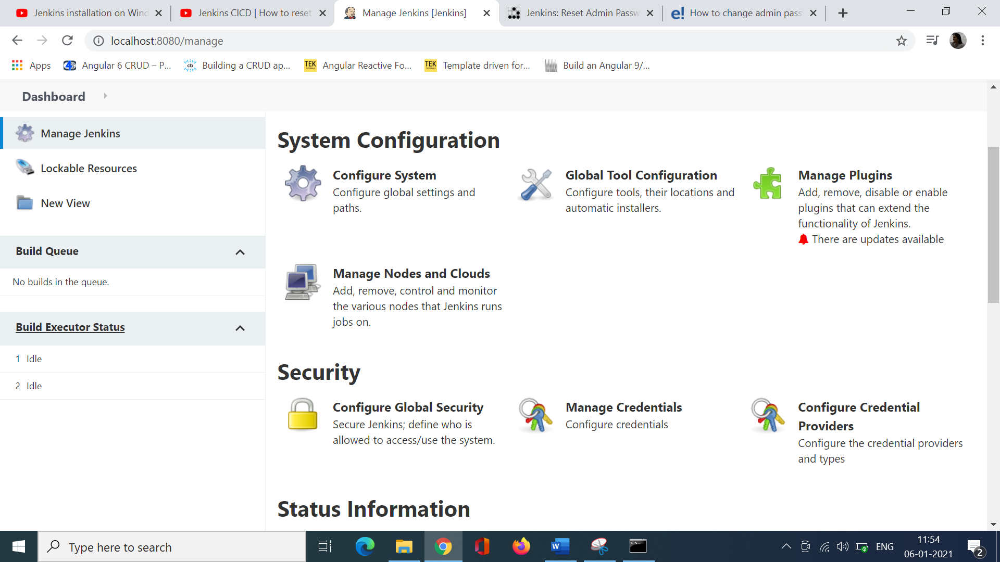 Jenkins installation on Wind
Jenkins CICD | How to reset
Manage Jenkins [Jenkins]
Jenkins: Reset Admin Passw
How to change admin pass
localhost:8080/manage
Apps
Angular 6 CRUD – P...
Building a CRUD ap...
Angular Reactive Fo...
Template driven for...
Build an Angular 9/...
Dashboard
Manage Jenkins
Lockable Resources
New View
Build Queue
No builds in the queue.
Build Executor Status
1 Idle
2 Idle
System Configuration
Configure System
Configure global settings and
paths.
Global Tool Configuration
Configure tools, their locations and
automatic installers.
Manage Plugins
Add, remove, disable or enable
plugins that can extend the
functionality of Jenkins.
There are updates available
Manage Nodes and Clouds
Add, remove, control and monitor
the various nodes that Jenkins runs
jobs on.
Security
Configure Global Security
Secure Jenkins; define who is
allowed to access/use the system.
Manage Credentials
Configure credentials
Configure Credential
Providers
Configure the credential providers
and types
Status Information
Type here to search
ENG
11:54
06-01-2021
2